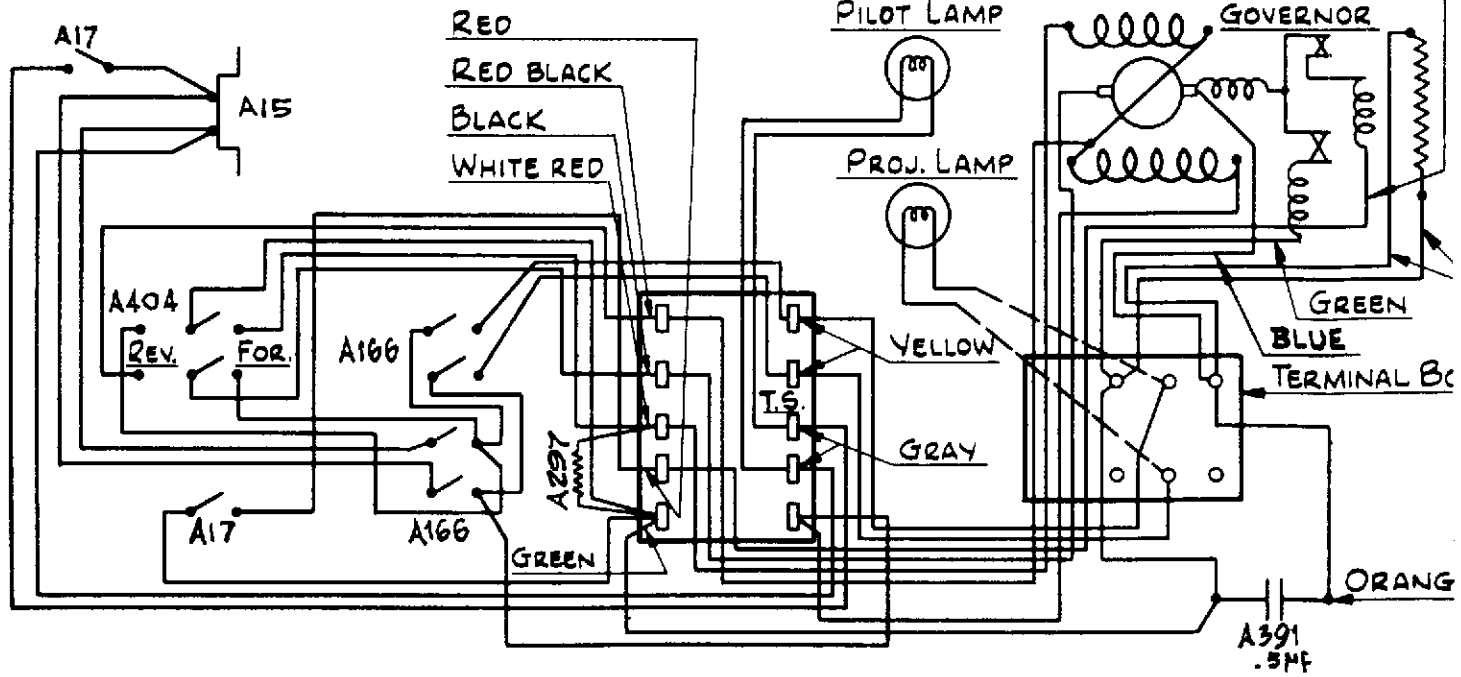 RED
PILOT LAMP
GOVERNOR
A17
RED BLACK
A15
BLACK
WHITE RED
PROJ. LAMP
A404
REV.
FOR.
A166
YELLOW
GREEN
BLUE
TERMINAL BO
T.S.
GRAY
A297
A17
A166
GREEN
ORANG
A391
.5MF